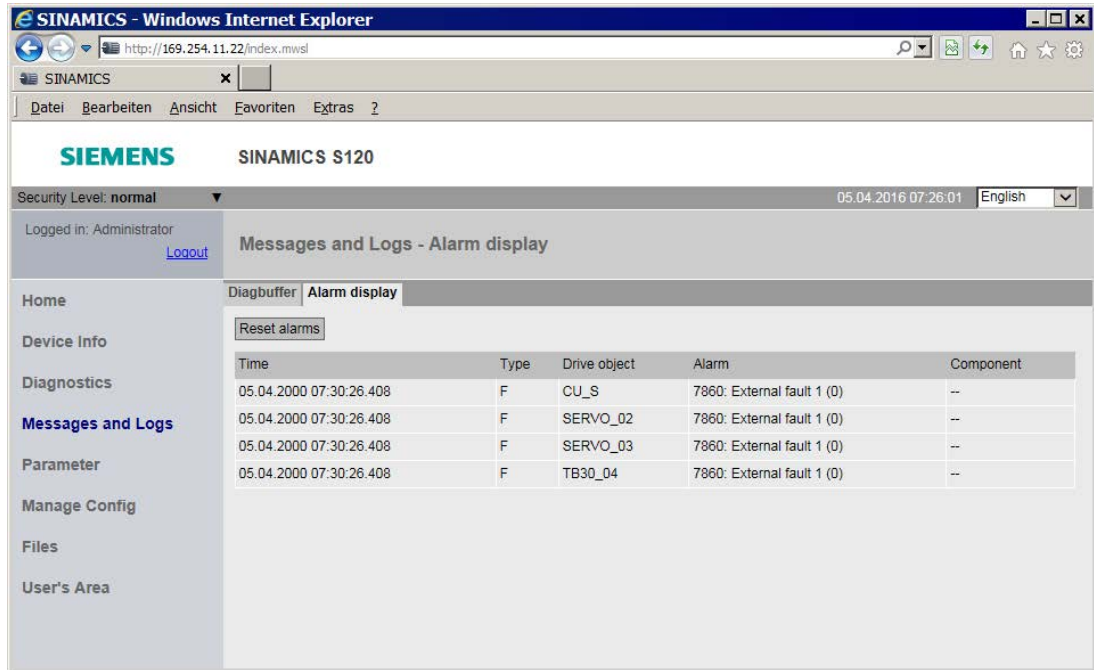 SINAMICS - Windows Internet Explorer
http://169.254.11.22/index.mwsl
SINAMICS
Datei Bearbeiten Ansicht Favoriten Extras ?
SIEMENS SINAMICS S120
Security Level: normal 05.04.2016 07:26:01 English
Logged in: Administrator
Logout
Messages and Logs - Alarm display
Home
Device Info
Diagnostics
Messages and Logs
Parameter
Manage Config
Files
User's Area
Diagbuffer Alarm display
Reset alarms
Time Type Drive object Alarm Component
05.04.2000 07:30:26.408 F CU_S 7860: External fault 1 (0) --
05.04.2000 07:30:26.408 F SERVO_02 7860: External fault 1 (0) --
05.04.2000 07:30:26.408 F SERVO_03 7860: External fault 1 (0) --
05.04.2000 07:30:26.408 F TB30_04 7860: External fault 1 (0) --